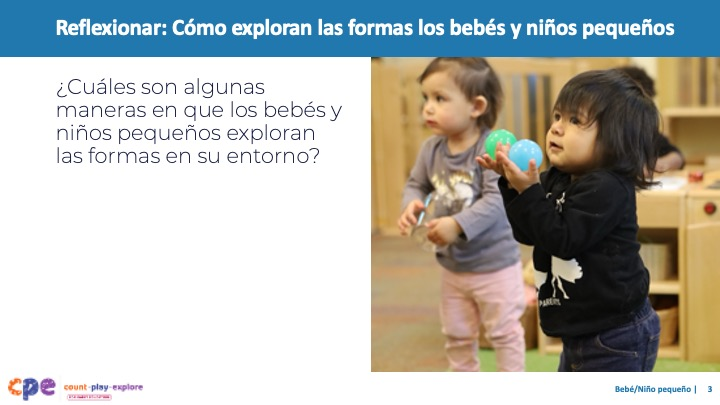 Reflexionar: Cómo exploran las formas los bebés y niños pequeños
¿Cuáles son algunas
maneras en que los bebés y
niños pequeños exploran
las formas en su entorno?
cpe
count-play-explore
Bebé/Niño pequeño | 3